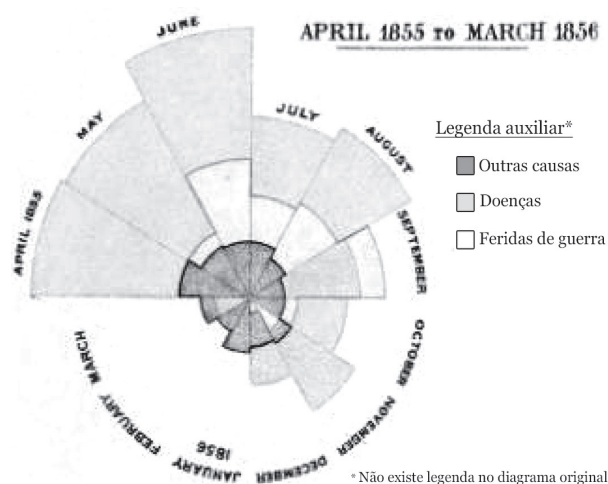 APRIL 1855 TO MARCH 1856
JUNE
JULY
AUGUST
MAY
SEPTEMBER
APRIL 1855
Legenda auxiliar*
Outras causas
Doenças
Feridas de guerra
OCTOBER
NOVEMBER
DECEMBER
JANUARY
1856
FEBRUARY
MARCH
* Não existe legenda no diagrama original